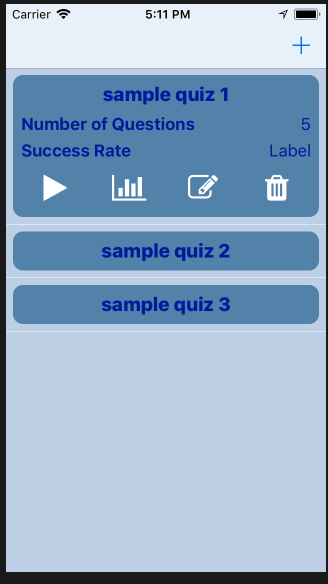 Carrier 5:11 PM
sample quiz 1
Number of Questions 5
Success Rate Label
sample quiz 2
sample quiz 3